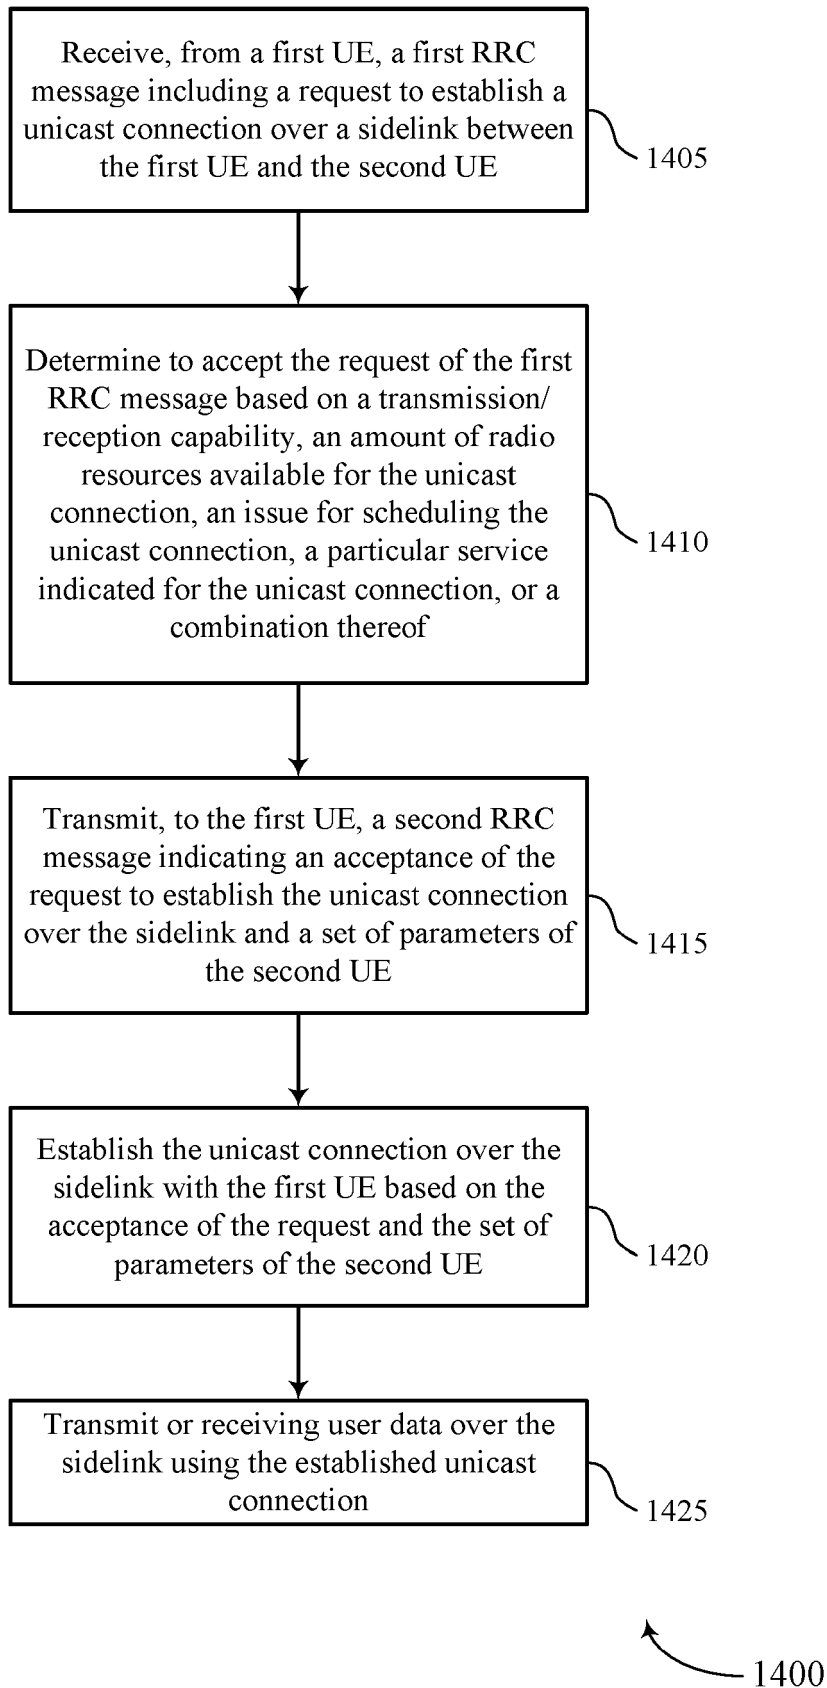 Receive, from a first UE, a first RRC
message including a request to establish a
unicast connection over a sidelink between
the first UE and the second UE
1405
Determine to accept the request of the first
RRC message based on a transmission/
reception capability, an amount of radio
resources available for the unicast
connection, an issue for scheduling the
unicast connection, a particular service
indicated for the unicast connection, or a
combination thereof
1410
Transmit, to the first UE, a second RRC
message indicating an acceptance of the
request to establish the unicast connection
over the sidelink and a set of parameters of
the second UE
1415
Establish the unicast connection over the
sidelink with the first UE based on the
acceptance of the request and the set of
parameters of the second UE
1420
Transmit or receiving user data over the
sidelink using the established unicast
connection
1425
1400